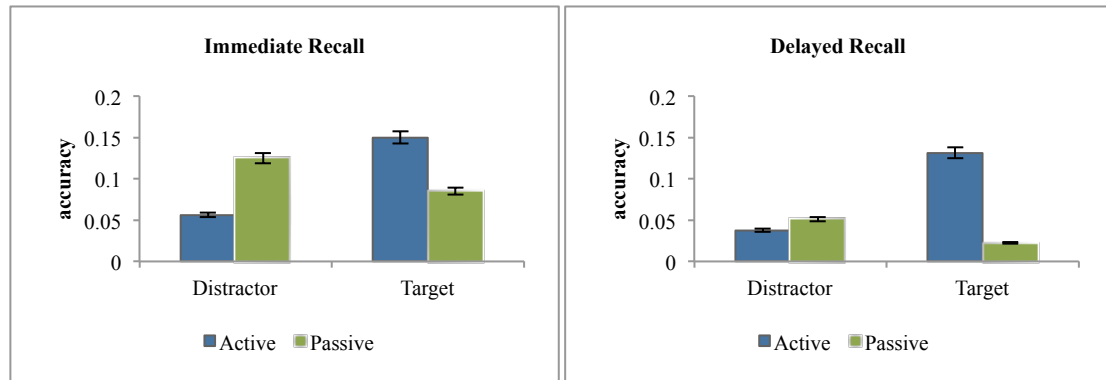 Immediate Recall
accuracy
0.2
0.15
0.1
0.05
0
Distractor Target
Active Passive
Delayed Recall
accuracy
0.2
0.15
0.1
0.05
0
Distractor Target
Active Passive